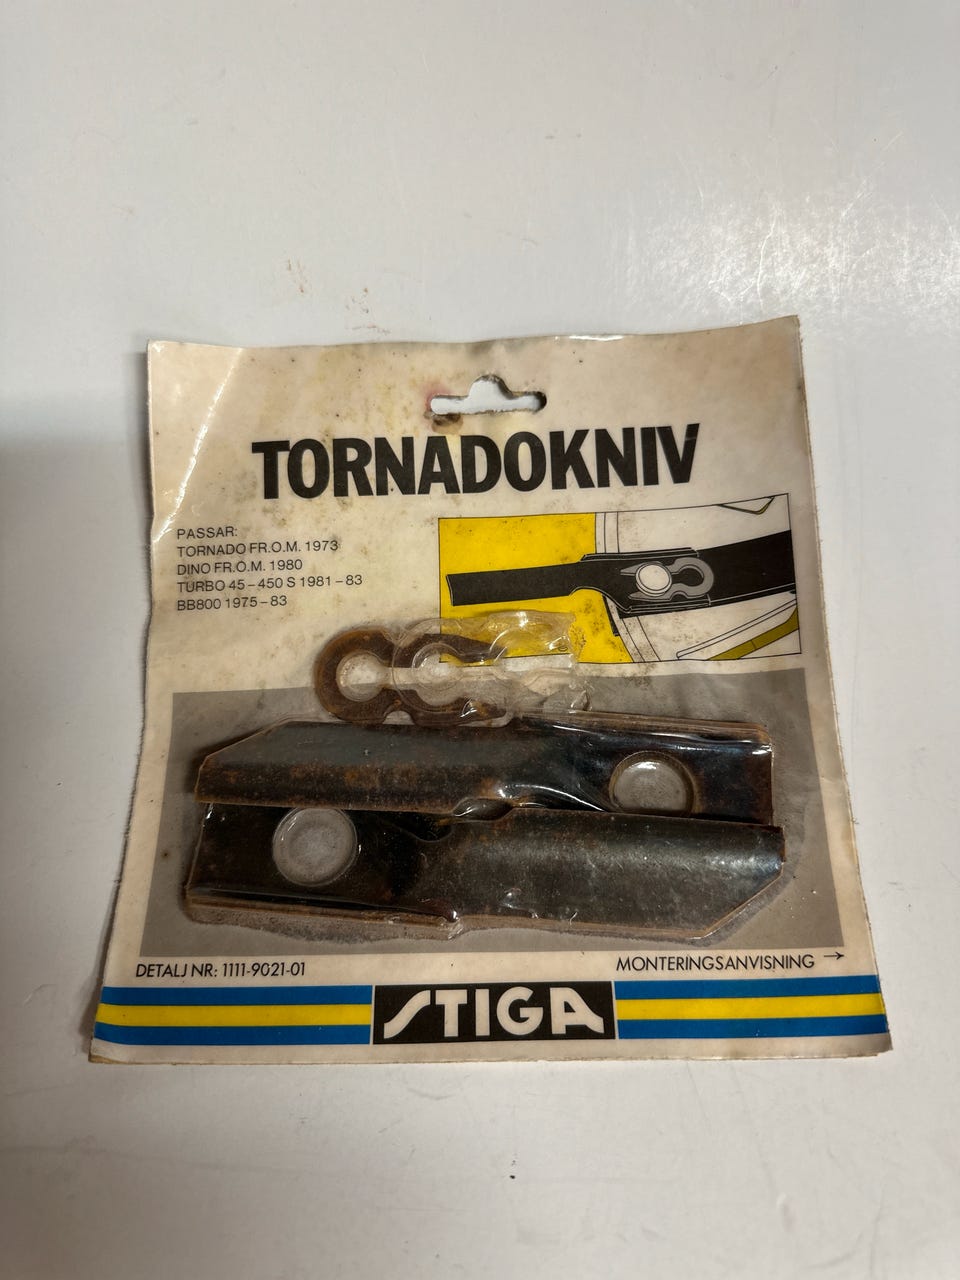 TORNADOKNIV
PASSAR:
TORNADO FR.O.M. 1973
DINO FR.O.M. 1980
TURBO 45 – 450 S 1981 – 83
BB800 1975 – 83
DETALJ NR: 1111-9021-01
MONTERINGSANVISNING →
STIGA